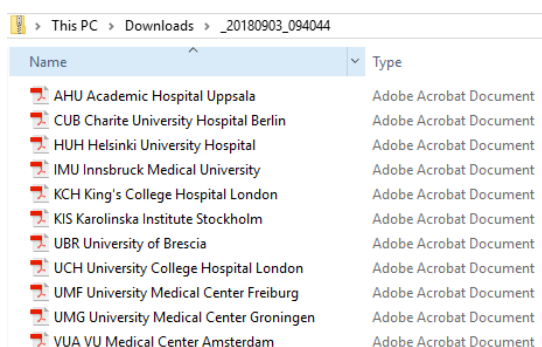 > This PC > Downloads > _20180903_094044
Name Type
AHU Academic Hospital Uppsala Adobe Acrobat Document
CUB Charite University Hospital Berlin Adobe Acrobat Document
HUH Helsinki University Hospital Adobe Acrobat Document
IMU Innsbruck Medical University Adobe Acrobat Document
KCH King's College Hospital London Adobe Acrobat Document
KIS Karolinska Institute Stockholm Adobe Acrobat Document
UBR University of Brescia Adobe Acrobat Document
UCH University College Hospital London Adobe Acrobat Document
UMF University Medical Center Freiburg Adobe Acrobat Document
UMG University Medical Center Groningen Adobe Acrobat Document
VUA VU Medical Center Amsterdam Adobe Acrobat Document